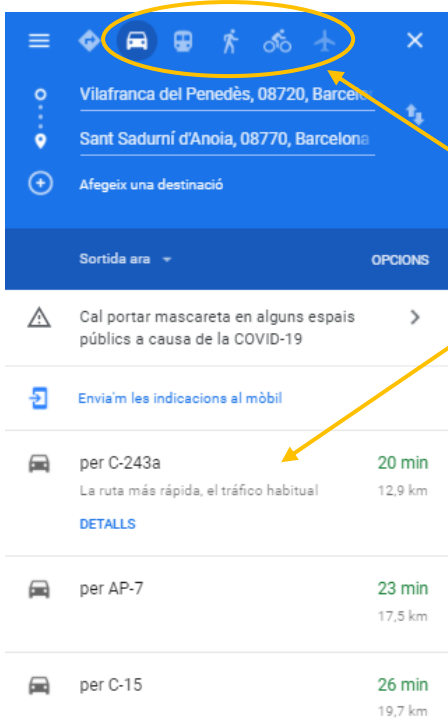 Vilafranca del Penedès, 08720, Barcelo
Sant Sadurní d'Anoia, 08770, Barcelona
Afegeix una destinació
Sortida ara OPCIONS
Cal portar mascareta en alguns espais
públics a causa de la COVID-19
Envia'm les indicacions al mòbil
per C-243a 20 min
La ruta más rápida, el tráfico habitual 12,9 km
DETALLS
per AP-7 23 min
17,5 km
per C-15 26 min
19,7 km